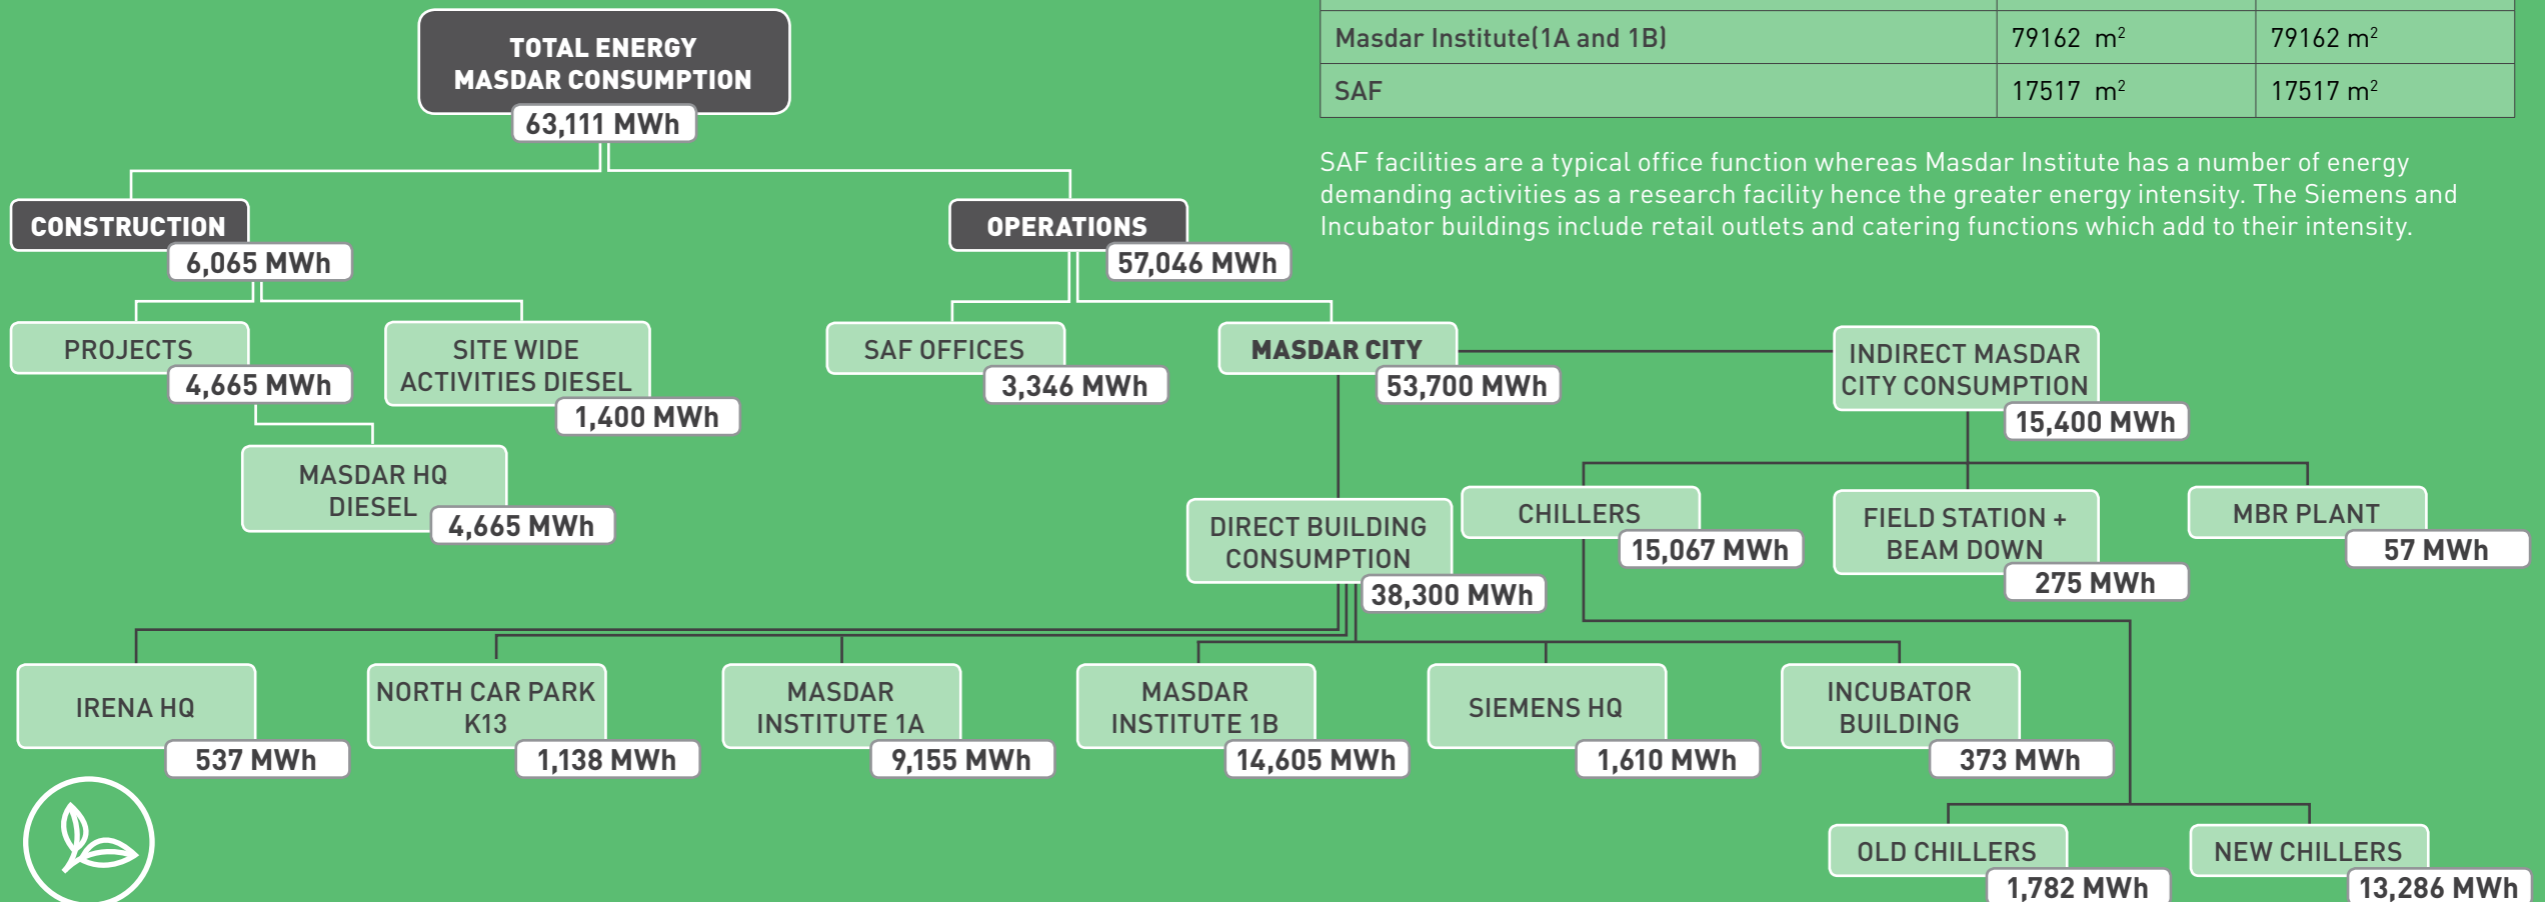 TOTAL ENERGY
MASDAR CONSUMPTION
63,111 MWh
Masdar Institute(1A and 1B) 79162 m² 79162 m²
SAF 17517 m² 17517 m²
SAF facilities are a typical office function whereas Masdar Institute has a number of energy
demanding activities as a research facility hence the greater energy intensity. The Siemens and
Incubator buildings include retail outlets and catering functions which add to their intensity.
CONSTRUCTION
6,065 MWh
OPERATIONS
57,046 MWh
PROJECTS
4,665 MWh
SITE WIDE
ACTIVITIES DIESEL
1,400 MWh
MASDAR HQ
DIESEL
4,665 MWh
SAF OFFICES
3,346 MWh
MASDAR CITY
53,700 MWh
INDIRECT MASDAR
CITY CONSUMPTION
15,400 MWh
DIRECT BUILDING
CONSUMPTION
38,300 MWh
CHILLERS
15,067 MWh
FIELD STATION +
BEAM DOWN
275 MWh
MBR PLANT
57 MWh
IRENA HQ
537 MWh
NORTH CAR PARK
K13
1,138 MWh
MASDAR
INSTITUTE 1A
9,155 MWh
MASDAR
INSTITUTE 1B
14,605 MWh
SIEMENS HQ
1,610 MWh
INCUBATOR
BUILDING
373 MWh
OLD CHILLERS
1,782 MWh
NEW CHILLERS
13,286 MWh